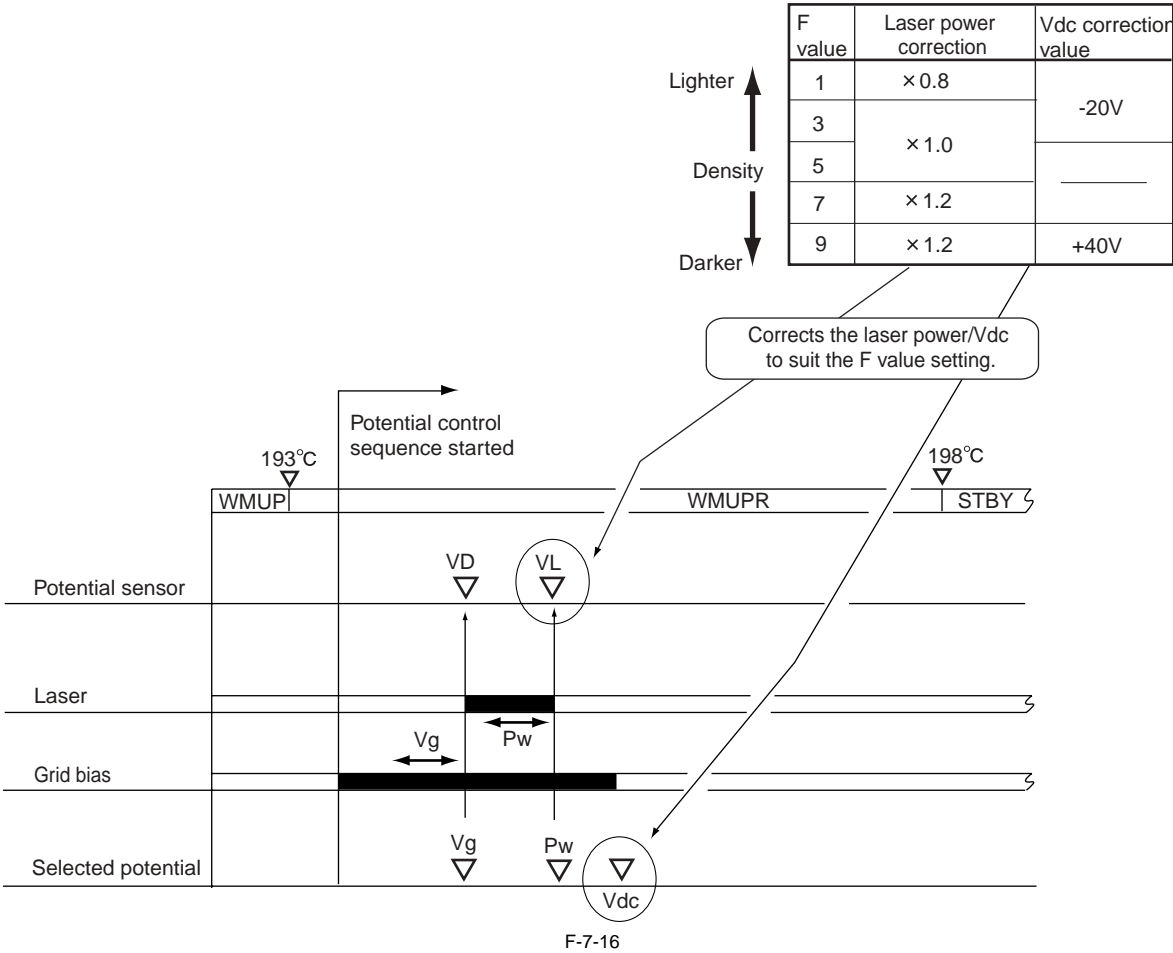 F value
Laser power correction
Vdc correction value
Lighter
1
×0.8
-20V
3
×1.0
Density
5
7
×1.2
9
×1.2
+40V
Darker
Corrects the laser power/Vdc
to suit the F value setting.
Potential control
sequence started
193°C
198°C
WMUP
WMUPR
STBY
VD
VL
Potential sensor
Laser
Vg
Pw
Grid bias
Vg
Pw
Selected potential
Vdc
F-7-16